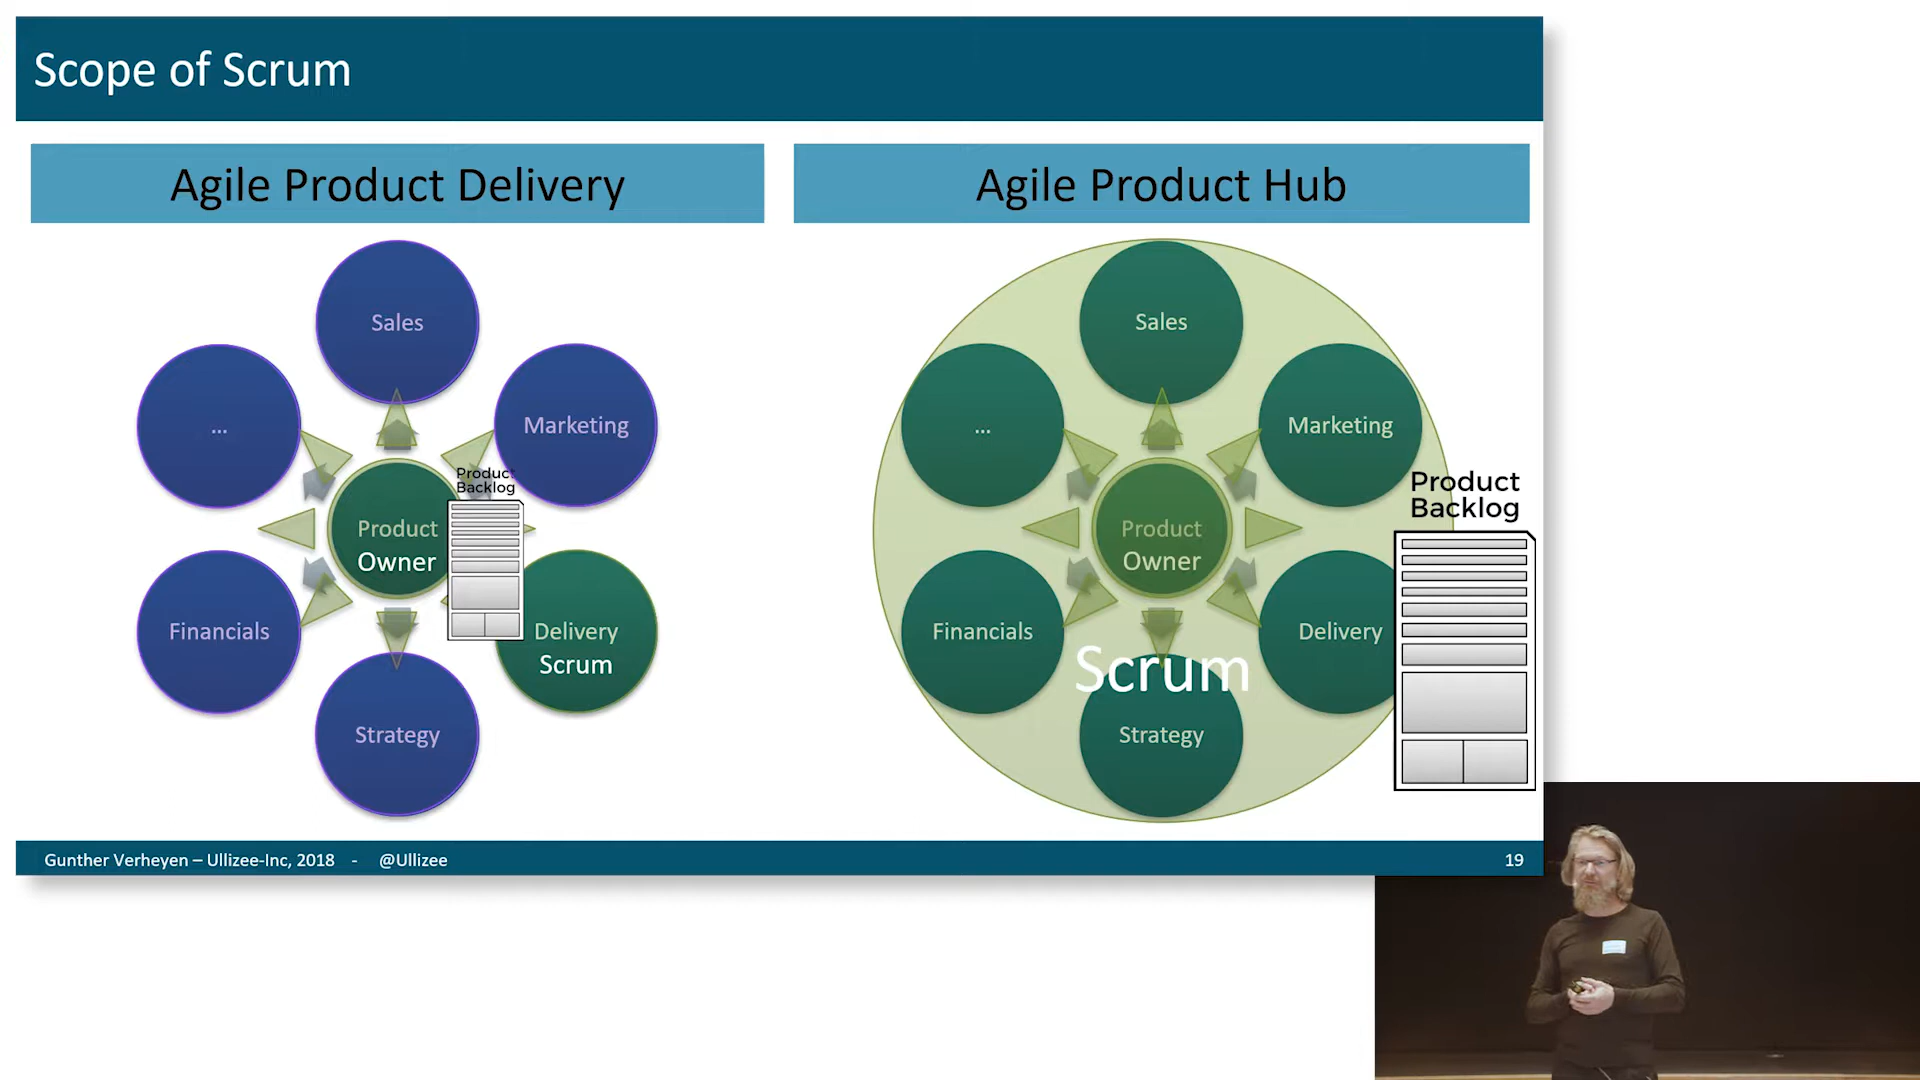 Scope of Scrum
Agile Product Delivery
Sales
...
Marketing
Product
Backlog
Product
Owner
Financials
Delivery
Scrum
Strategy
Agile Product Hub
Sales
...
Marketing
Product
Backlog
Product
Owner
Financials
Delivery
Scrum
Strategy
Gunther Verheyen – Ullizee-Inc, 2018 - @Ullizee
19